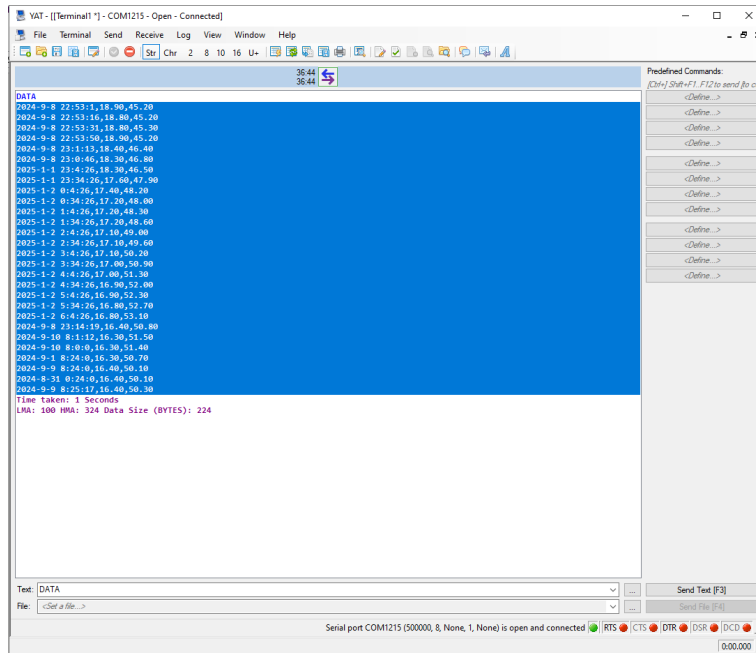 YAT - [[Terminal1 *] - COM1215 - Open - Connected]
File Terminal Send Receive Log View Window Help
Str Chr 2 8 10 16 U+
36:44
36:44
Predefined Commands:
[Ctrl+] Shift+F1..F12 to send [to c
DATA
<Define...>
2024-9-8 22:53:1,18.90,45.20
2024-9-8 22:53:16,18.80,45.20
<Define...>
2024-9-8 22:53:31,18.80,45.30
2024-9-8 22:53:50,18.90,45.20
<Define...>
2024-9-8 23:1:13,18.40,46.40
<Define...>
2024-9-8 23:0:46,18.30,46.80
2025-1-1 23:4:26,18.30,46.50
<Define...>
2025-1-1 23:34:26,17.60,47.90
<Define...>
2025-1-2 0:4:26,17.40,48.20
2025-1-2 0:34:26,17.20,48.00
<Define...>
2025-1-2 1:4:26,17.20,48.30
<Define...>
2025-1-2 1:34:26,17.20,48.60
2025-1-2 2:4:26,17.10,49.00
<Define...>
2025-1-2 2:34:26,17.10,49.60
<Define...>
2025-1-2 3:4:26,17.10,50.20
2025-1-2 3:34:26,17.00,50.90
<Define...>
2025-1-2 4:4:26,17.00,51.30
<Define...>
2025-1-2 4:34:26,16.90,52.00
2025-1-2 5:4:26,16.90,52.30
2025-1-2 5:34:26,16.80,52.70
2025-1-2 6:4:26,16.80,53.10
2024-9-8 23:14:19,16.40,50.80
2024-9-10 8:1:12,16.30,51.50
2024-9-10 8:0:0,16.30,51.40
2024-9-1 8:24:0,16.30,50.70
2024-9-9 8:24:0,16.40,50.10
2024-8-31 0:24:0,16.40,50.10
2024-9-9 8:25:17,16.40,50.30
Time taken: 1 Seconds
LMA: 100 HMA: 324 Data Size (BYTES): 224
Text: DATA ... Send Text [F3]
File: <Set a file...> ... Send File [F4]
Serial port COM1215 (500000, 8, None, 1, None) is open and connected RTS CTS DTR DSR DCD
0:00.000